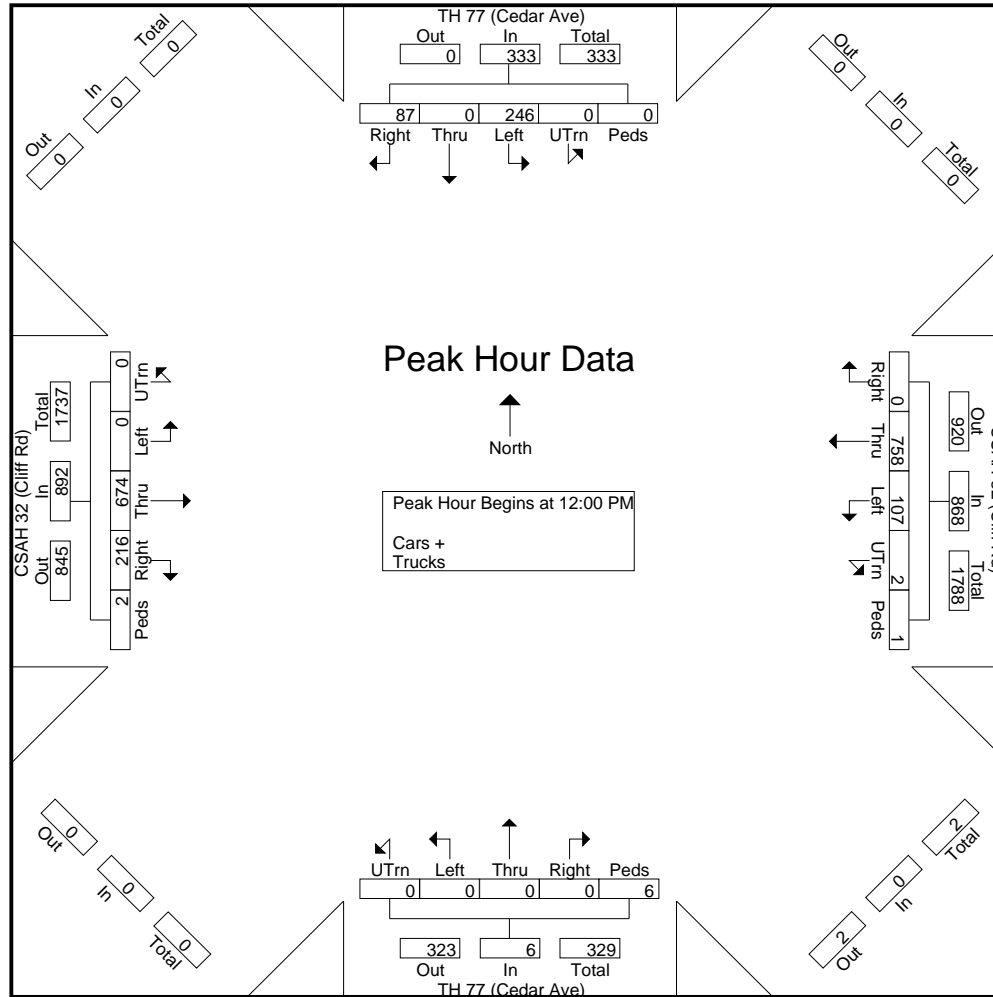 TH 77 (Cedar Ave)
Out In Total
0 333 333
87 0 246 0 0
Right Thru Left UTrn Peds
Total
0
In
0
Out
0
Out
0
In
0
Total
0
CSAH 32 (Cliff Rd)
Out In Total
845 892 1737
2 216 674 0 0
Peds Right Thru Left UTrn
Peak Hour Data
North
Peak Hour Begins at 12:00 PM
Cars +
Trucks
Right Thru Left UTrn Peds
0 758 107 2 1
Out In Total
920 868 1788
Out
0
In
0
Total
0
UTrn Left Thru Right Peds
0 0 0 0 6
323 6 329
Out In Total
TH 77 (Cedar Ave)
2
Total
0
In
2
Out